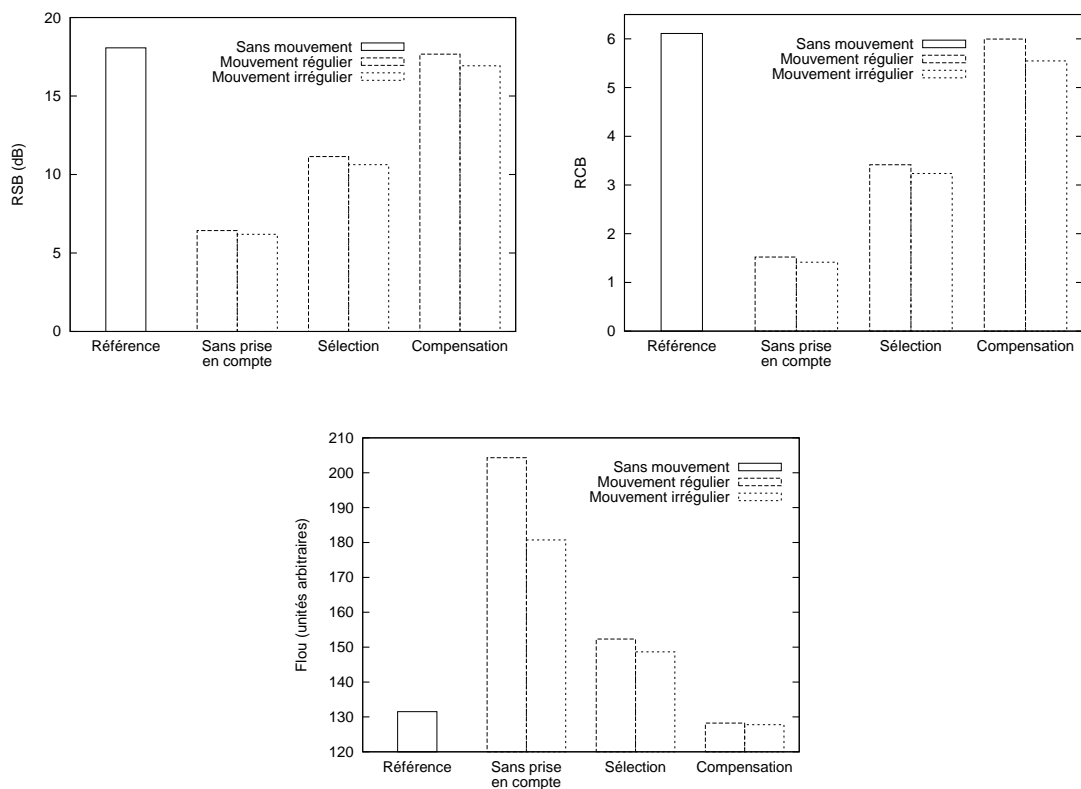 20
15
10
5
0
RSB (dB)
Sans mouvement
Mouvement régulier
Mouvement irrégulier
Référence
Sans prise
en compte
Sélection
Compensation
6
5
4
3
2
1
0
RCB
Sans mouvement
Mouvement régulier
Mouvement irrégulier
Référence
Sans prise
en compte
Sélection
Compensation
210
200
190
180
170
160
150
140
130
120
Flou (unités arbitraires)
Sans mouvement
Mouvement régulier
Mouvement irrégulier
Référence
Sans prise
en compte
Sélection
Compensation